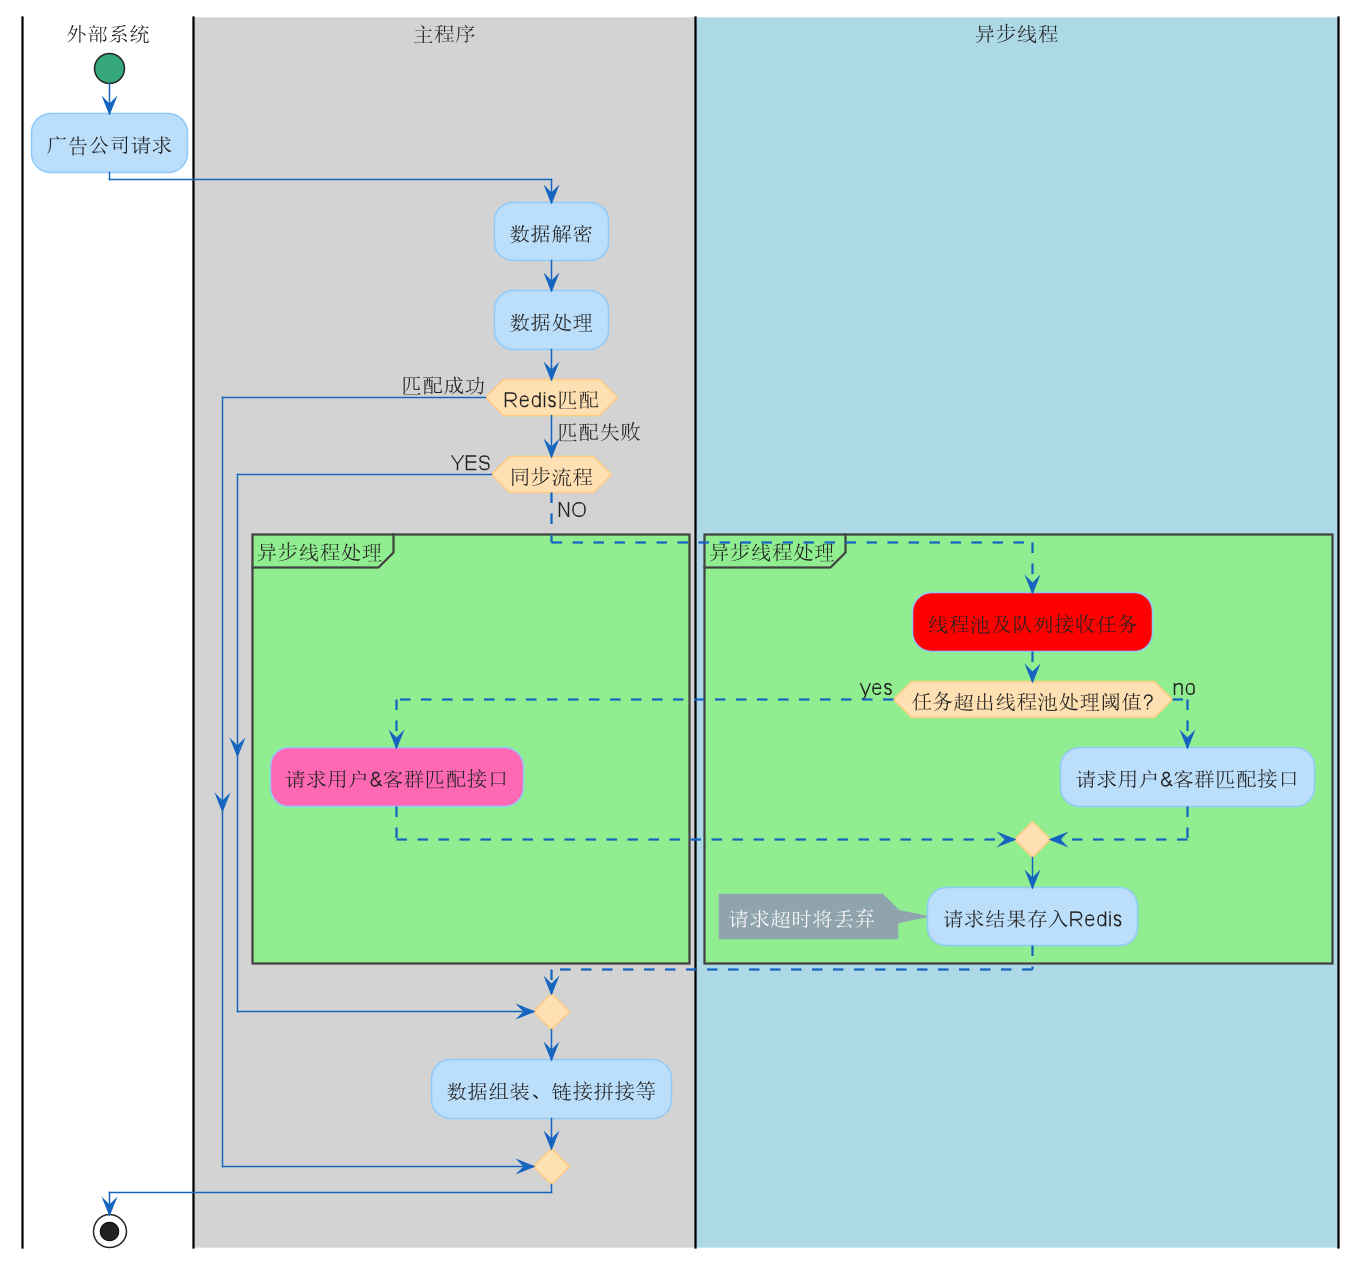 外部系统
主程序
异步线程
广告公司请求
数据解密
数据处理
匹配成功
Redis匹配
匹配失败
YES
同步流程
NO
异步线程处理
异步线程处理
线程池及队列接收任务
yes
任务超出线程池处理阈值?
no
请求用户&客群匹配接口
请求用户&客群匹配接口
请求超时将丢弃
请求结果存入Redis
数据组装、链接拼接等